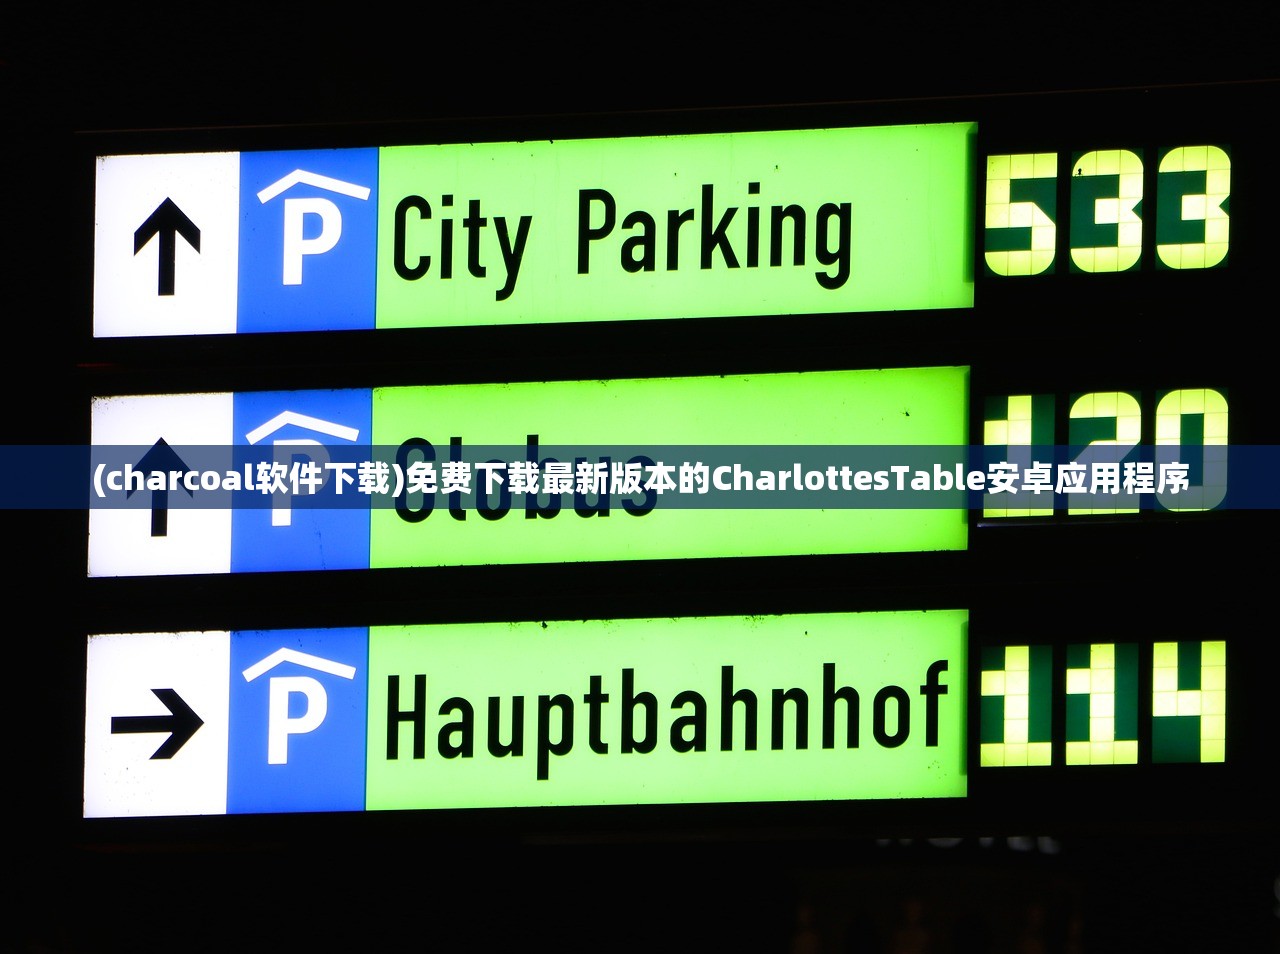 P City Parking 533
P Globus 120
(charcoal软件下载)免费下载最新版本的CharlottesTable安卓应用程序
P Hauptbahnhof 114